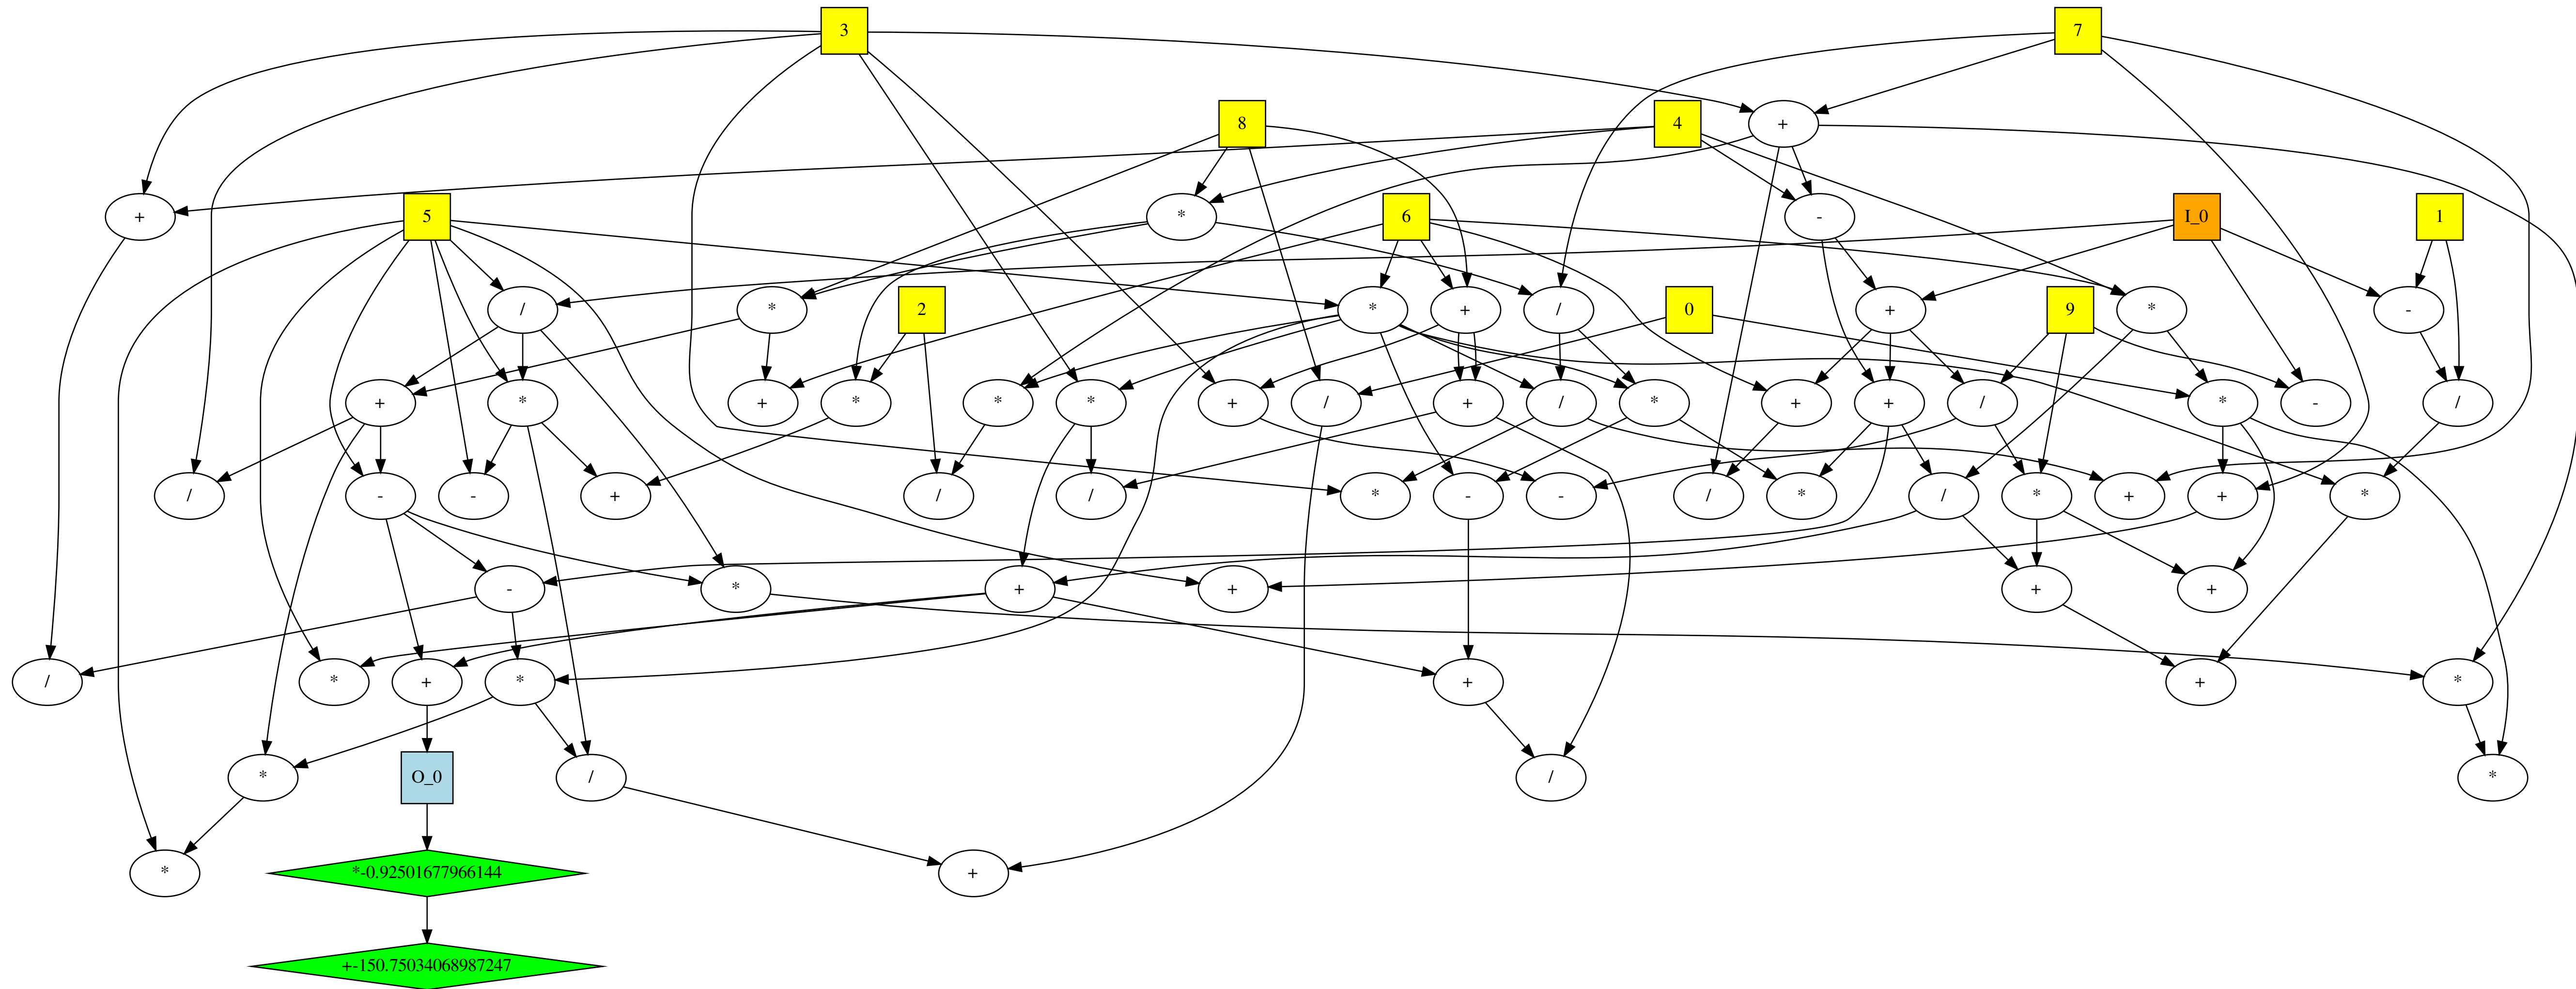 3 7
8 4 +
+ 5 * 6 - I_0 1
/ * 2 * + / 0 + 9 * -
+ * + * * * + / + / * + + / * - /
/ - - + / / * - - / * / * + + *
- * + + + +
/ * + * + + *
* O_0 / / *
* *-0.92501677966144 +
+-150.75034068987247